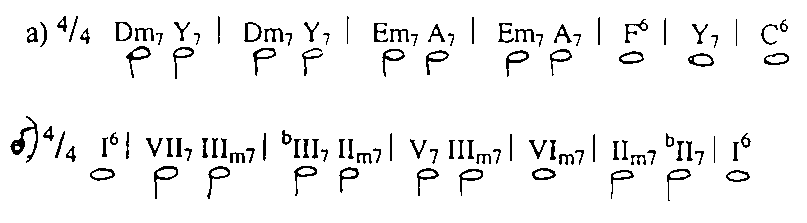 а) 4/4 Dm₇ Y₇ | Dm₇ Y₇ | Em₇ A₇ | Em₇ A₇ | F⁶ | Y₇ | C⁶
б) 4/4 I⁶ | VII₇ IIIₘ₇ | ᵇIII₇ IIₘ₇ | V₇ IIIₘ₇ | VIₘ₇ | IIₘ₇ ᵇII₇ | I⁶